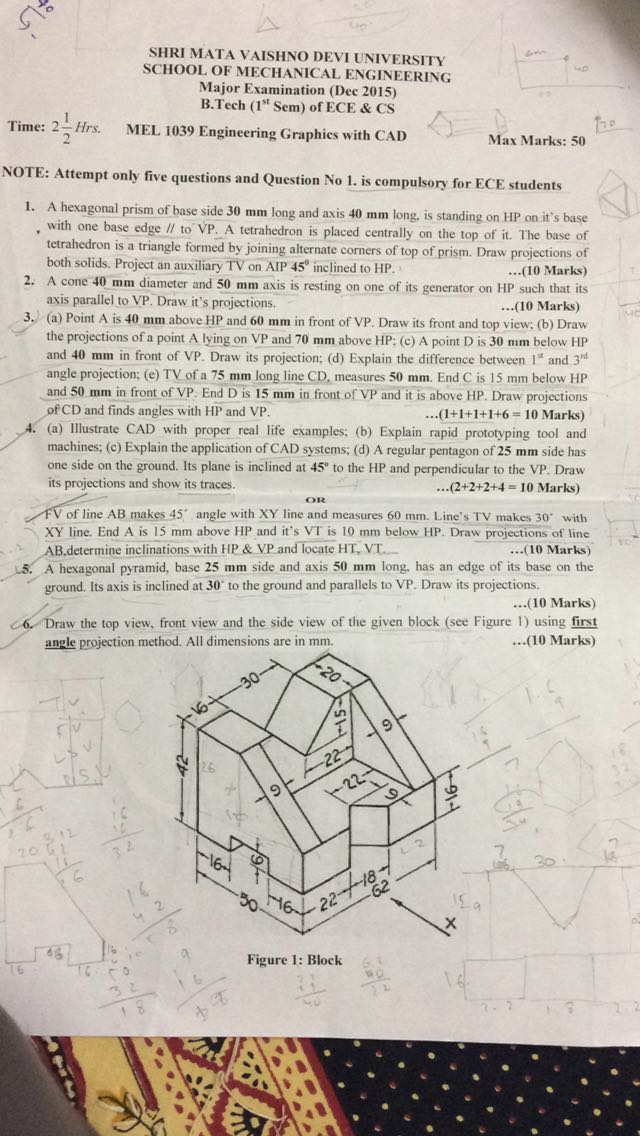 SHRI MATA VAISHNO DEVI UNIVERSITY
SCHOOL OF MECHANICAL ENGINEERING
Major Examination (Dec 2015)
B.Tech (1st Sem) of ECE & CS
Time: 2 1/2 Hrs. MEL 1039 Engineering Graphics with CAD Max Marks: 50
NOTE: Attempt only five questions and Question No 1. is compulsory for ECE students
1. A hexagonal prism of base side 30 mm long and axis 40 mm long, is standing on HP on it's base
with one base edge // to VP. A tetrahedron is placed centrally on the top of it. The base of
tetrahedron is a triangle formed by joining alternate corners of top of prism. Draw projections of
both solids. Project an auxiliary TV on AIP 45⁰ inclined to HP. ...(10 Marks)
2. A cone 40 mm diameter and 50 mm axis is resting on one of its generator on HP such that its
axis parallel to VP. Draw it's projections. ...(10 Marks)
3. (a) Point A is 40 mm above HP and 60 mm in front of VP. Draw its front and top view; (b) Draw
the projections of a point A lying on VP and 70 mm above HP; (c) A point D is 30 mm below HP
and 40 mm in front of VP. Draw its projection; (d) Explain the difference between 1st and 3rd
angle projection; (e) TV of a 75 mm long line CD, measures 50 mm. End C is 15 mm below HP
and 50 mm in front of VP. End D is 15 mm in front of VP and it is above HP. Draw projections
of CD and finds angles with HP and VP. ...(1+1+1+1+6 = 10 Marks)
4. (a) Illustrate CAD with proper real life examples; (b) Explain rapid prototyping tool and
machines; (c) Explain the application of CAD systems; (d) A regular pentagon of 25 mm side has
one side on the ground. Its plane is inclined at 45⁰ to the HP and perpendicular to the VP. Draw
its projections and show its traces. ...(2+2+2+4 = 10 Marks)
OR
FV of line AB makes 45° angle with XY line and measures 60 mm. Line's TV makes 30° with
XY line. End A is 15 mm above HP and it's VT is 10 mm below HP. Draw projections of line
AB,determine inclinations with HP & VP and locate HT, VT. ...(10 Marks)
5. A hexagonal pyramid, base 25 mm side and axis 50 mm long, has an edge of its base on the
ground. Its axis is inclined at 30° to the ground and parallels to VP. Draw its projections.
...(10 Marks)
6. Draw the top view, front view and the side view of the given block (see Figure 1) using first
angle projection method. All dimensions are in mm. ...(10 Marks)
20
30
16
15
9
42
22
22
9
9
16
16
6
18
62
50
16
22
X
Figure 1: Block